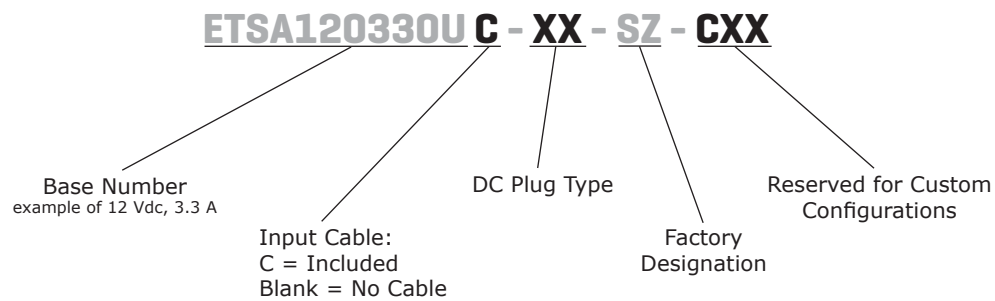 ETSA120330U C - XX - SZ - CXX
Base Number
example of 12 Vdc, 3.3 A
Input Cable:
C = Included
Blank = No Cable
DC Plug Type
Factory
Designation
Reserved for Custom
Configurations